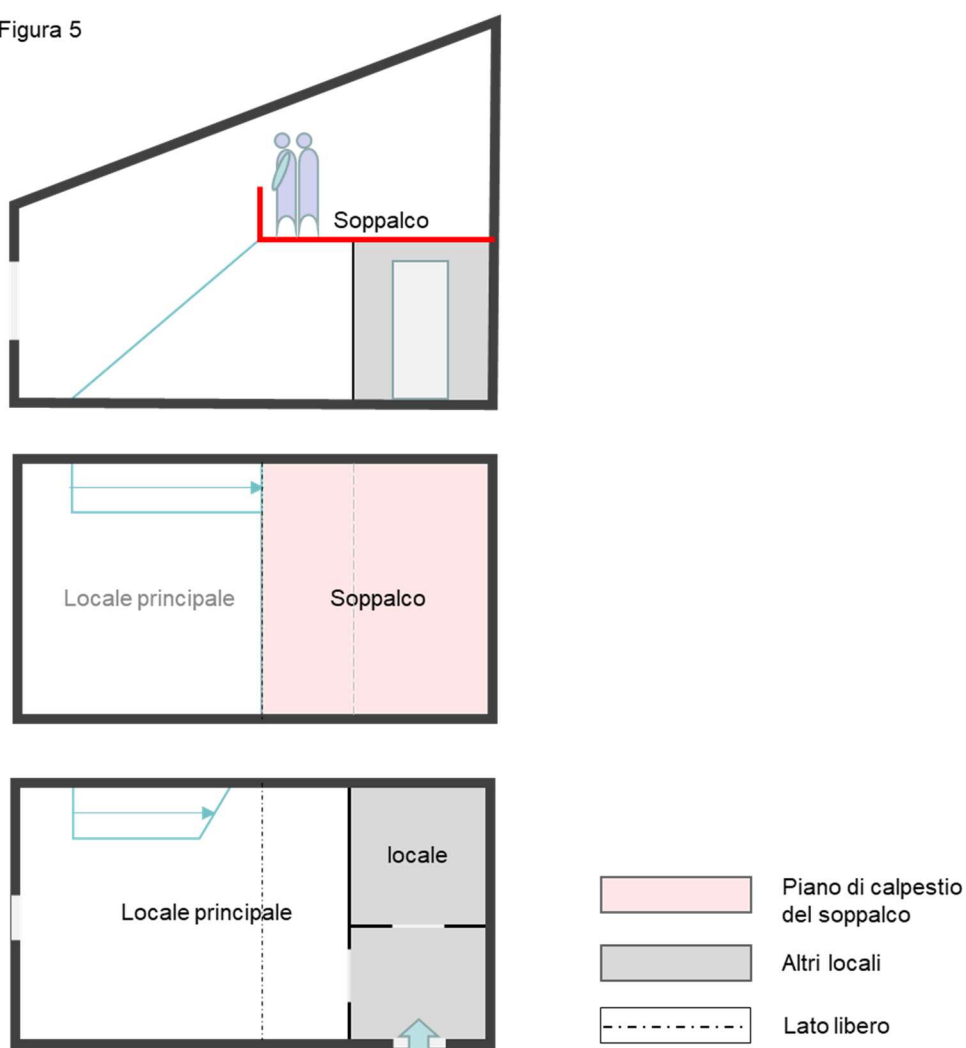 Figura 5
Soppalco
Locale principale
Soppalco
locale
Locale principale
Piano di calpestio
del soppalco
Altri locali
Lato libero